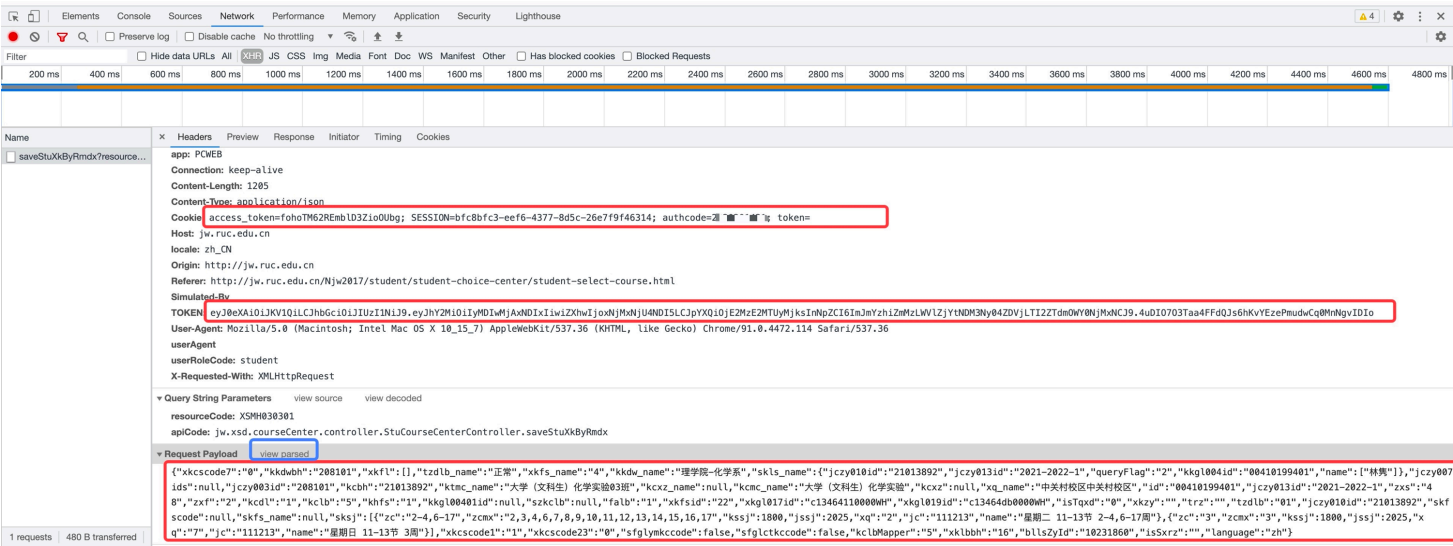 Elements Console Sources Network Performance Memory Application Security Lighthouse 4
Preserve log Disable cache No throttling
Filter Hide data URLs All XHR JS CSS Img Media Font Doc WS Manifest Other Has blocked cookies Blocked Requests
200 ms 400 ms 600 ms 800 ms 1000 ms 1200 ms 1400 ms 1600 ms 1800 ms 2000 ms 2200 ms 2400 ms 2600 ms 2800 ms 3000 ms 3200 ms 3400 ms 3600 ms 3800 ms 4000 ms 4200 ms 4400 ms 4600 ms 4800 ms
Name × Headers Preview Response Initiator Timing Cookies
saveStuXkByRmdx?resource...
app: PCWEB
Connection: keep-alive
Content-Length: 1205
Content-Type: application/json
Cookie: access_token=fohoTM62REmblD3ZioOUbg; SESSION=bfc8bfc3-eef6-4377-8d5c-26e7f9f46314; authcode=2 ; token=
Host: jw.ruc.edu.cn
locale: zh_CN
Origin: http://jw.ruc.edu.cn
Referer: http://jw.ruc.edu.cn/Njw2017/student/student-choice-center/student-select-course.html
Simulated-By
TOKEN: eyJ0eXAiOiJKV1QiLCJhbGciOiJIUzI1NiJ9.eyJhY2MiOiIyMDIwMjAxNDIxIiwiZXhwIjoxNjMxNjU4NDI5LCJpYXQiOjE2MzE2MTUyMjksInNpZCI6ImJmYzhiZmMzLWVlZjYtNDM3Ny04ZDVjLTI2ZTdmOWY0NjMxNCJ9.4uDIO7O3Taa4FFdQJs6hKvYEzePmudwCq0MnNgvIDIo
User-Agent: Mozilla/5.0 (Macintosh; Intel Mac OS X 10_15_7) AppleWebKit/537.36 (KHTML, like Gecko) Chrome/91.0.4472.114 Safari/537.36
userAgent
userRoleCode: student
X-Requested-With: XMLHttpRequest
Query String Parameters view source view decoded
resourceCode: XSMH030301
apiCode: jw.xsd.courseCenter.controller.StuCourseCenterController.saveStuXkByRmdx
Request Payload view parsed
{"xkcscode7":"0","kkdwbh":"208101","xkfl":[],"tzdlb_name":"正常","xkfs_name":"4","kkdw_name":"理学院-化学系","skls_name":{"jczy010id":"21013892","jczy013id":"2021-2022-1","queryFlag":"2","kkgl004id":"00410199401","name":["林隽"]},"jczy007
ids":null,"jczy003id":"208101","kcbh":"21013892","ktmc_name":"大学（文科生）化学实验03班","kcxz_name":null,"kcmc_name":"大学（文科生）化学实验","kcxz":null,"xq_name":"中关村校区中关村校区","id":"00410199401","jczy013id":"2021-2022-1","zxs":"4
8","zxf":"2","kcdl":"1","kclb":"5","khfs":"1","kkgl00401id":null,"szkclb":null,"falb":"1","xkfsid":"22","xkgl017id":"c13464110000WH","xkgl019id":"c13464db0000WH","isTqxd":"0","xkzy":"","trz":"","tzdlb":"01","jczy010id":"21013892","skf
scode":null,"skfs_name":null,"sksj":[{"zc":"2-4,6-17","zcmx":"2,3,4,6,7,8,9,10,11,12,13,14,15,16,17","kssj":1800,"jssj":2025,"xq":"2","jc":"111213","name":"星期二 11-13节 2-4,6-17周"},{"zc":"3","zcmx":"3","kssj":1800,"jssj":2025,"x
q":"7","jc":"111213","name":"星期日 11-13节 3周"}],"xkcscode1":"1","xkcscode23":"0","sfglymkccode":false,"sfglctkccode":false,"kclbMapper":"5","xklbbh":"16","bllsZyId":"10231860","isSxrz":"","language":"zh"}
1 requests 480 B transferred